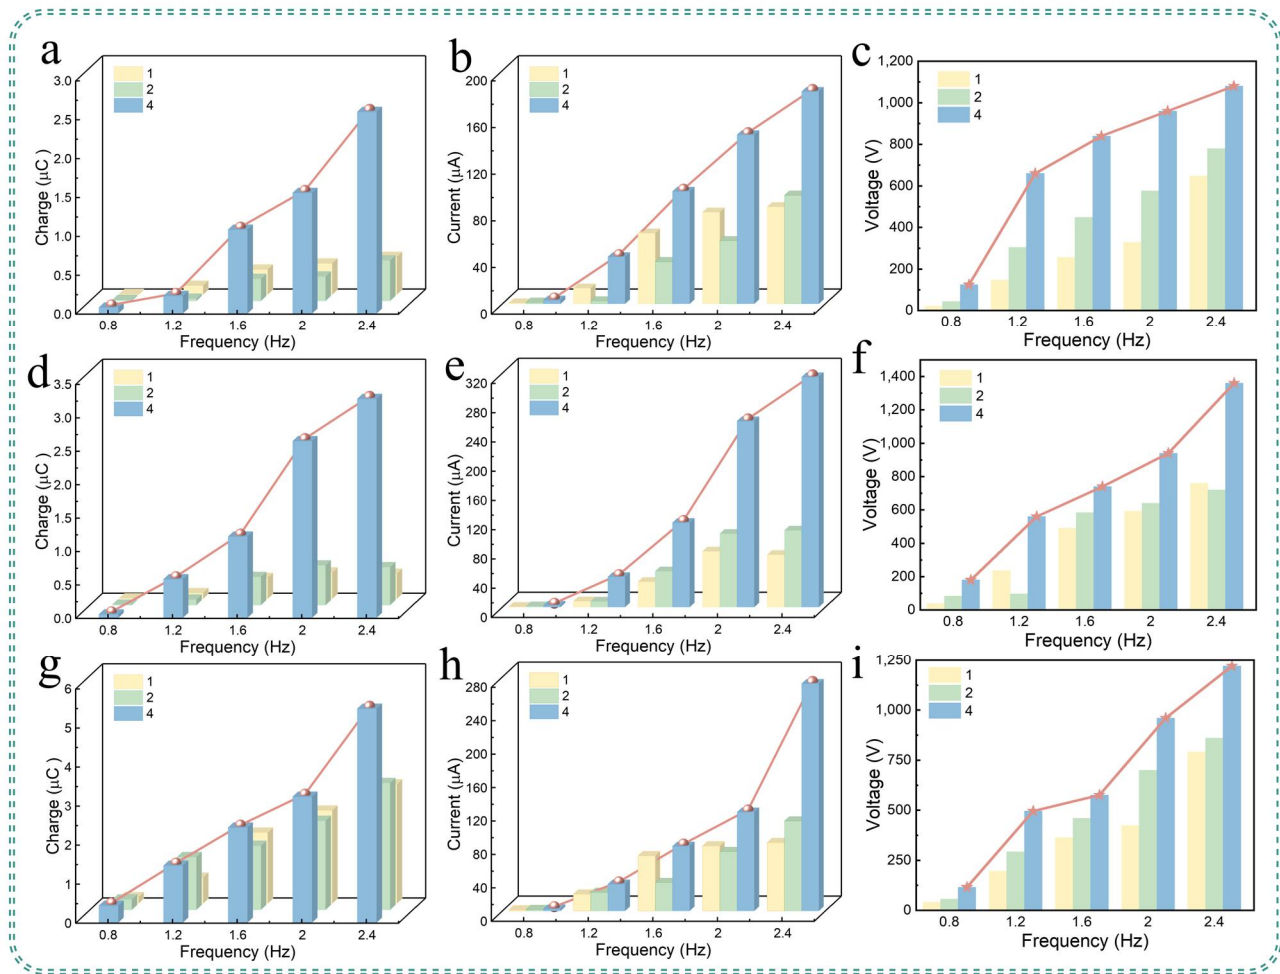 a
1
2
4
3.0
2.5
2.0
1.5
1.0
0.5
0.0
Charge (μC )
0.8 1.2 1.6 2 2.4
Frequency (Hz)
b
1
2
4
200
160
120
80
40
0
Current (μA)
0.8 1.2 1.6 2 2.4
Frequency (Hz)
c
1
2
4
1,200
1,000
800
600
400
200
0
Voltage (V)
0.8 1.2 1.6 2 2.4
Frequency (Hz)
d
1
2
4
3.5
3.0
2.5
2.0
1.5
1.0
0.5
0.0
Charge (μC )
0.8 1.2 1.6 2 2.4
Frequency (Hz)
e
1
2
4
320
280
240
200
160
120
80
40
0
Current (μA)
0.8 1.2 1.6 2 2.4
Frequency (Hz)
f
1
2
4
1,400
1,200
1,000
800
600
400
200
0
Voltage (V)
0.8 1.2 1.6 2 2.4
Frequency (Hz)
g
1
2
4
6
5
4
3
2
1
0
Charge (μC )
0.8 1.2 1.6 2 2.4
Frequency (Hz)
h
1
2
4
280
240
200
160
120
80
40
0
Current (μA)
0.8 1.2 1.6 2 2.4
Frequency (Hz)
i
1
2
4
1,250
1,000
750
500
250
0
Voltage (V)
0.8 1.2 1.6 2 2.4
Frequency (Hz)